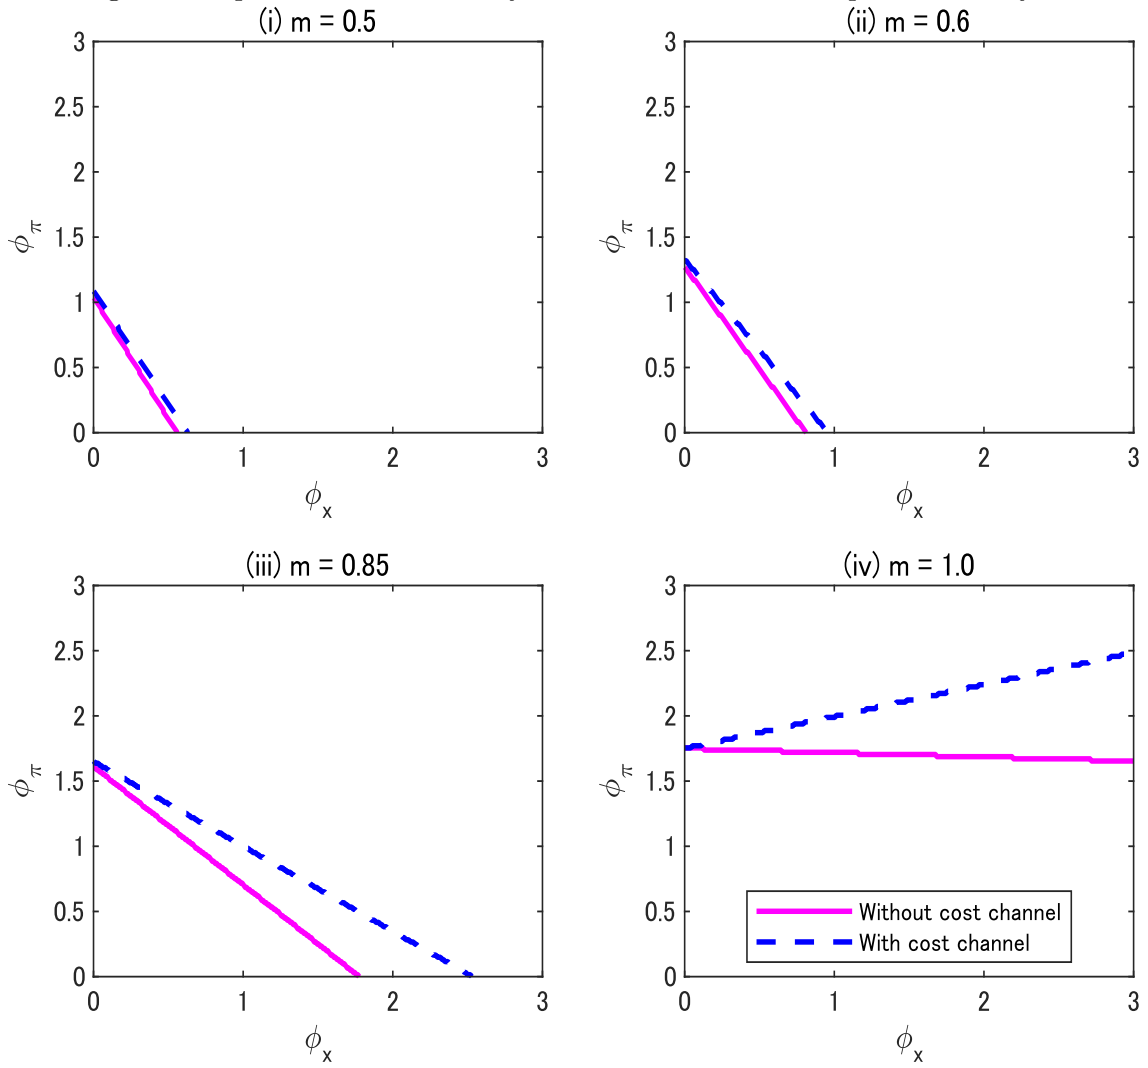 (i) m = 0.5
3
2.5
2
1.5
1
0.5
0
ϕπ
0 1 2 3
ϕx
(ii) m = 0.6
3
2.5
2
1.5
1
0.5
0
ϕπ
0 1 2 3
ϕx
(iii) m = 0.85
3
2.5
2
1.5
1
0.5
0
ϕπ
0 1 2 3
ϕx
(iv) m = 1.0
3
2.5
2
1.5
1
0.5
0
ϕπ
Without cost channel
With cost channel
0 1 2 3
ϕx